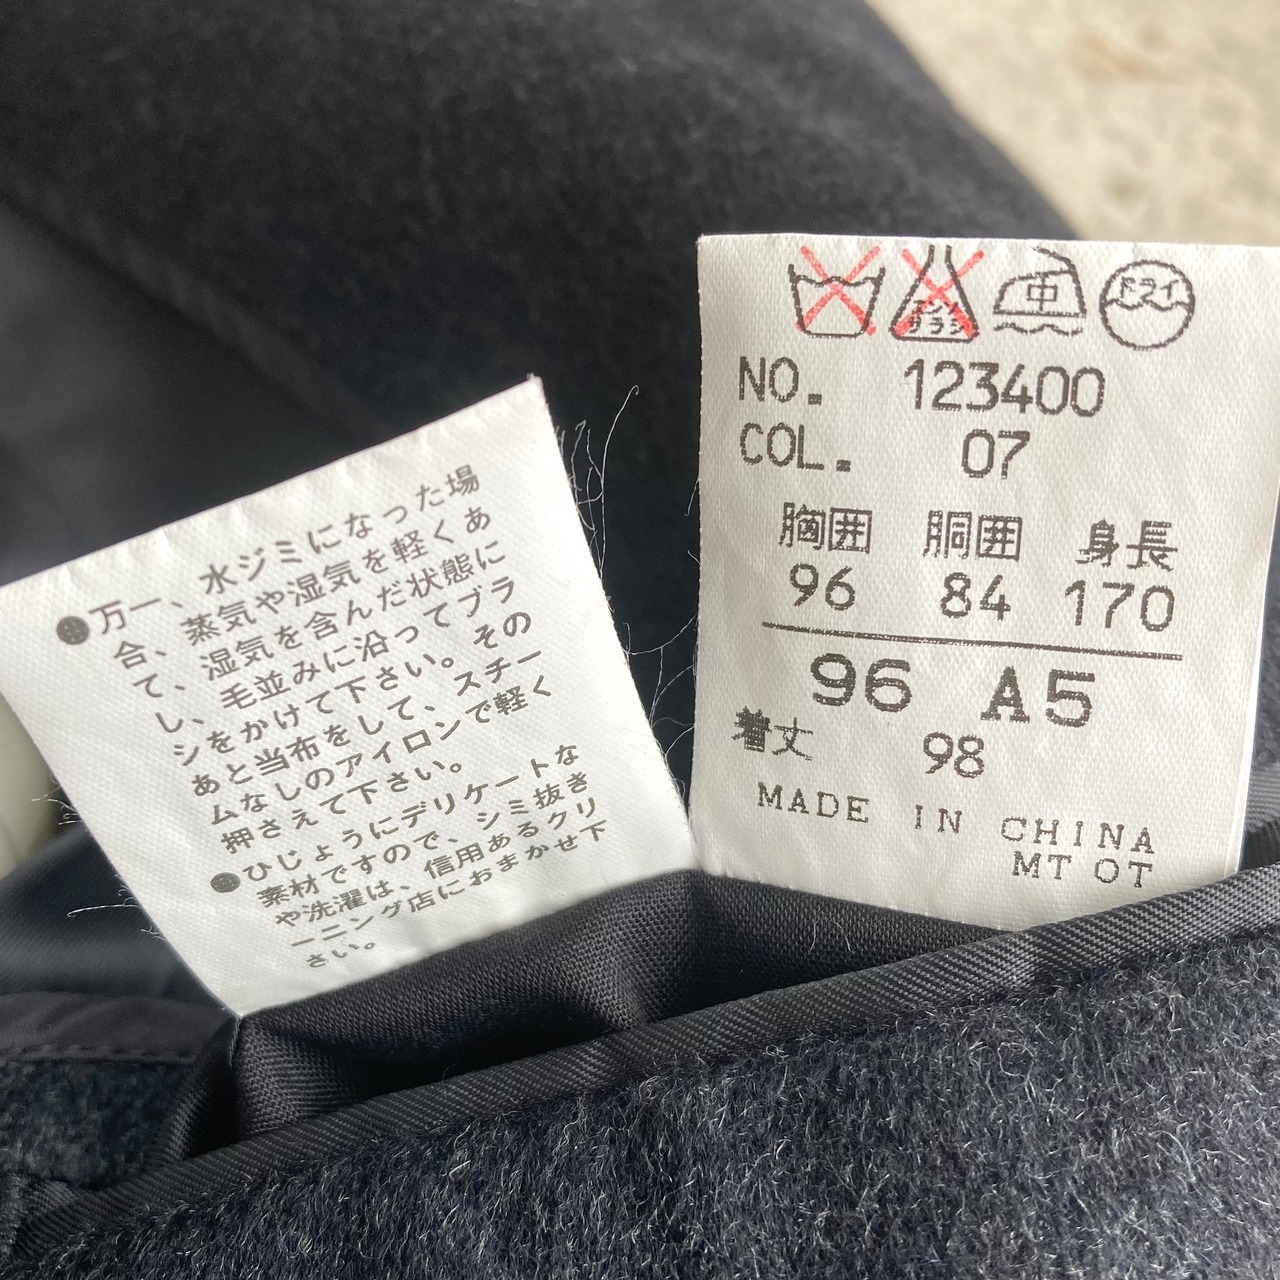 ●万一、水ジミになった場
合、蒸気や湿気を軽くあ
て、湿気を含んだ状態に
し、毛並みに沿ってブラ
シをかけて下さい。その
あと当布をして、スチー
ムなしのアイロンで軽く
押さえて下さい。
●ひじょうにデリケートな
素材ですので、シミ抜き
や洗濯は、信用あるクリ
ーニング店におまかせ下
さい。
エンソ
サラシ
中
ドライ
NO. 123400
COL. 07
胸囲 胴囲 身長
96 84 170
96 A5
着丈 98
MADE IN CHINA
MT OT